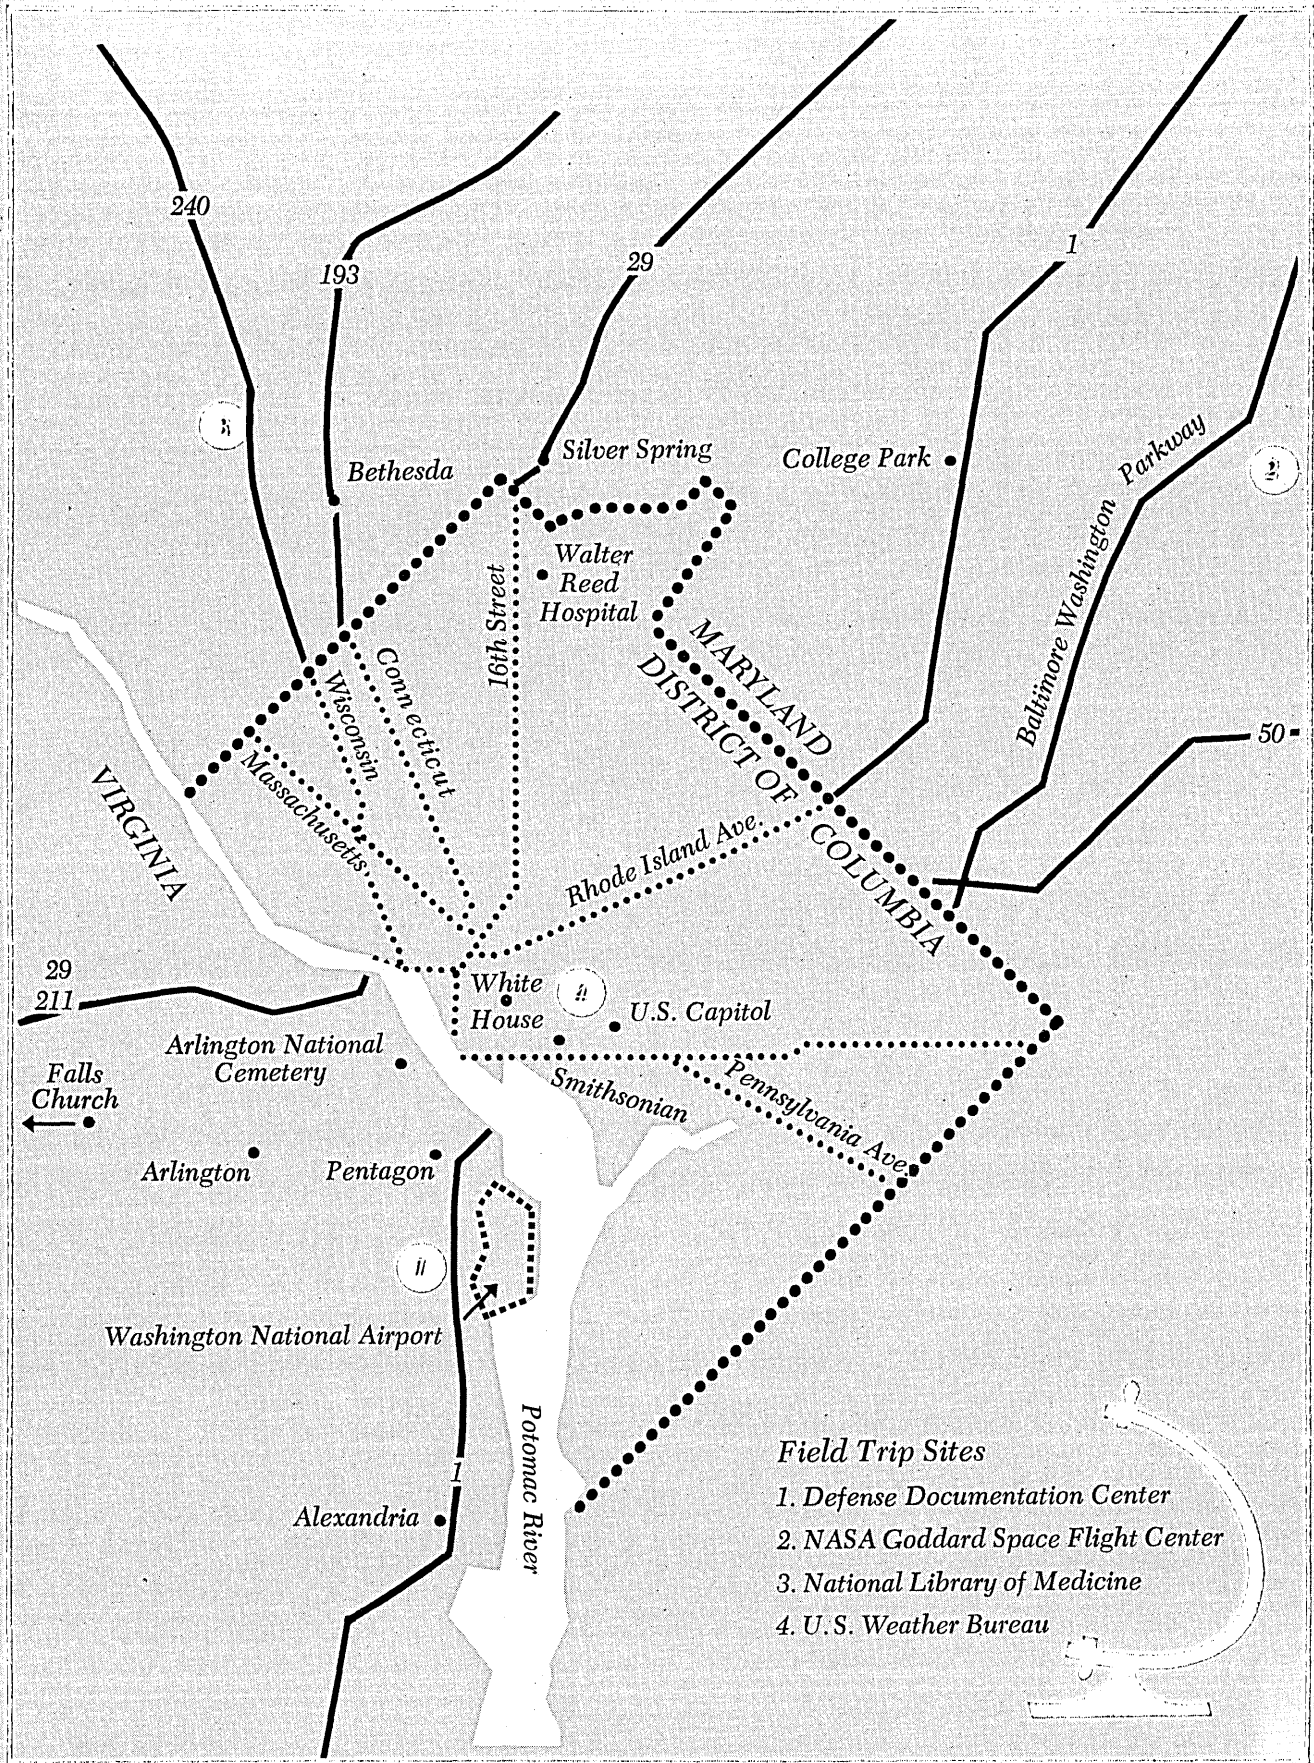 240
193
29
1
Silver Spring
College Park
Bethesda
Baltimore Washington Parkway
Walter
Reed
Hospital
16th Street
MARYLAND
DISTRICT OF
COLUMBIA
Connecticut
Wisconsin
Massachusetts
50
VIRGINIA
Rhode Island Ave.
29
211
White
House
U.S. Capitol
Arlington National
Cemetery
Falls
Church
Smithsonian
Pennsylvania Ave.
Arlington
Pentagon
Washington National Airport
Potomac River
1
Alexandria
Field Trip Sites
1. Defense Documentation Center
2. NASA Goddard Space Flight Center
3. National Library of Medicine
4. U.S. Weather Bureau